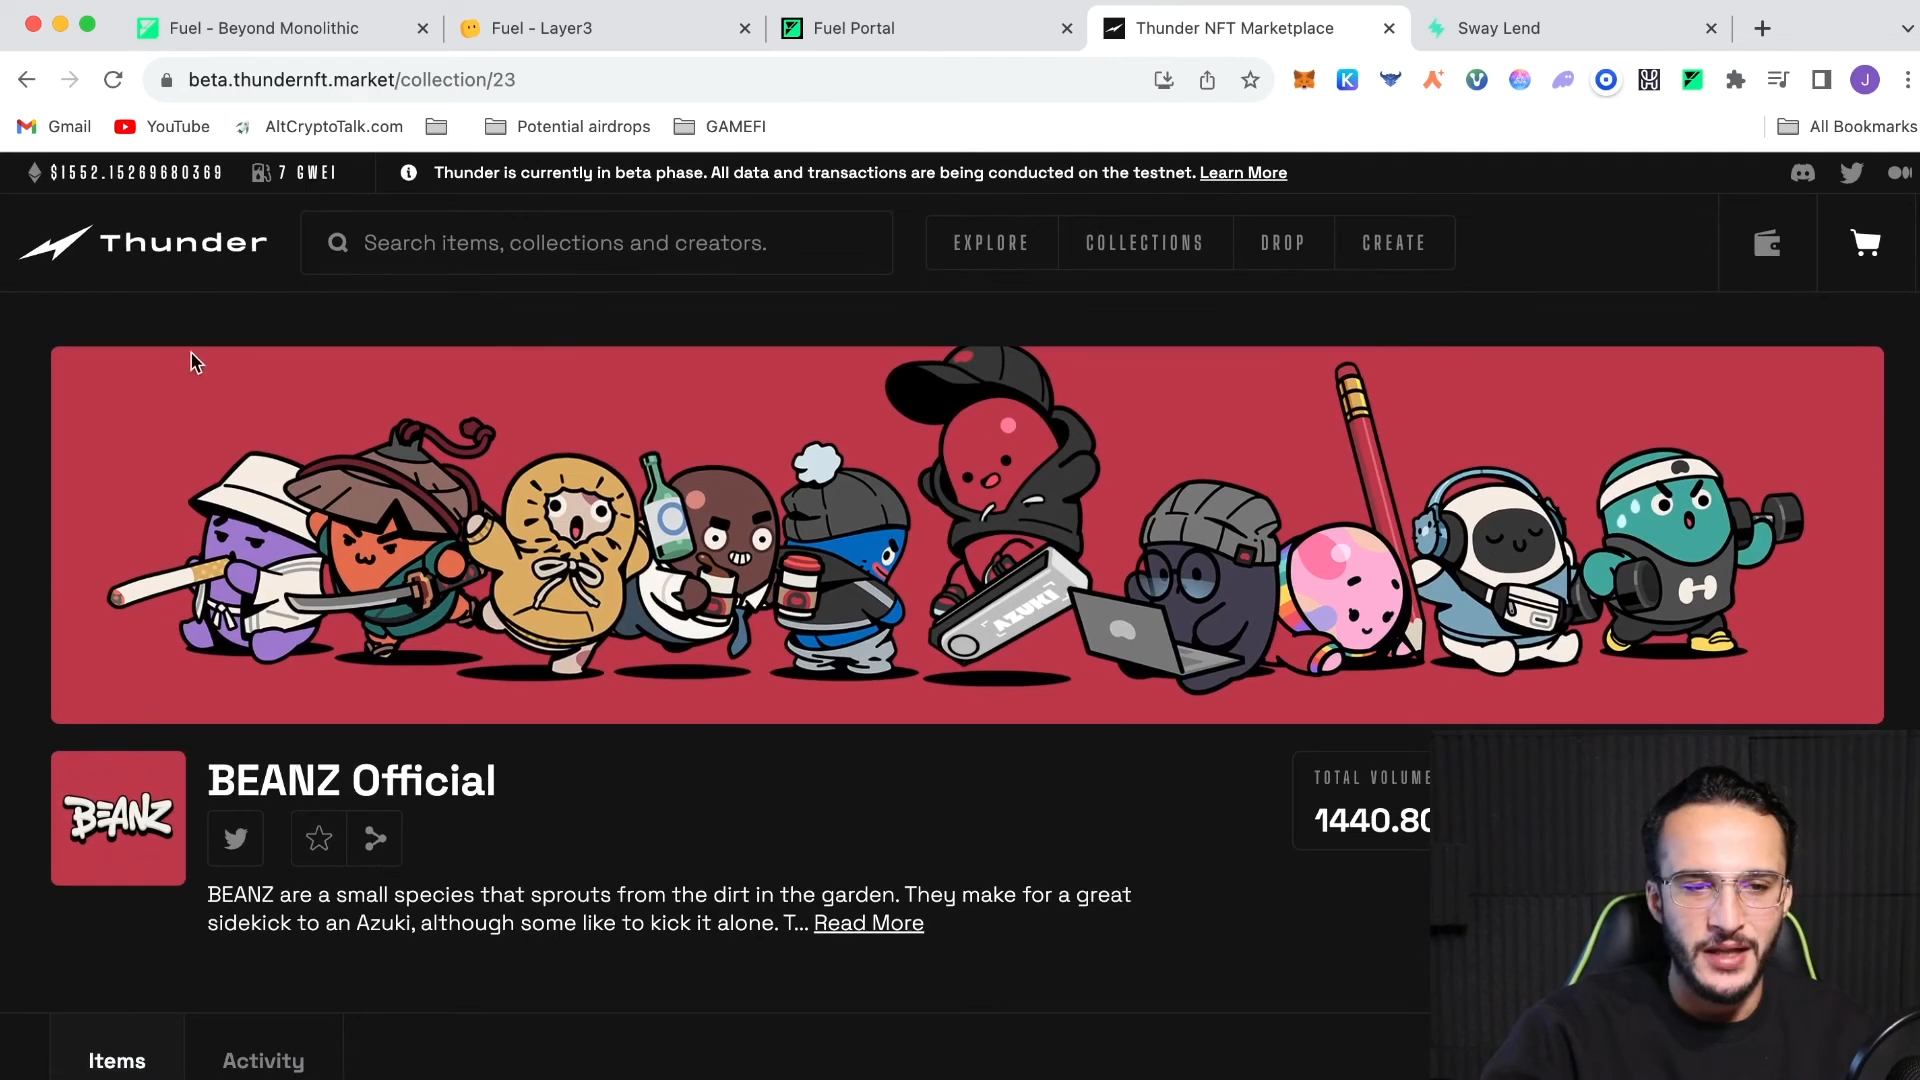 Fuel - Beyond Monolithic
Fuel - Layer3
Fuel Portal
Thunder NFT Marketplace
Sway Lend
beta.thundernft.market/collection/23
J
Gmail
YouTube
AltCryptoTalk.com
Potential airdrops
GAMEFI
All Bookmarks
$1552.15269680369
7 GWEI
Thunder is currently in beta phase. All data and transactions are being conducted on the testnet. Learn More
Thunder
Search items, collections and creators.
EXPLORE
COLLECTIONS
DROP
CREATE
AZUKI
BEANZ
BEANZ Official
TOTAL VOLUME
1440.80
BEANZ are a small species that sprouts from the dirt in the garden. They make for a great
sidekick to an Azuki, although some like to kick it alone. T... Read More
Items
Activity